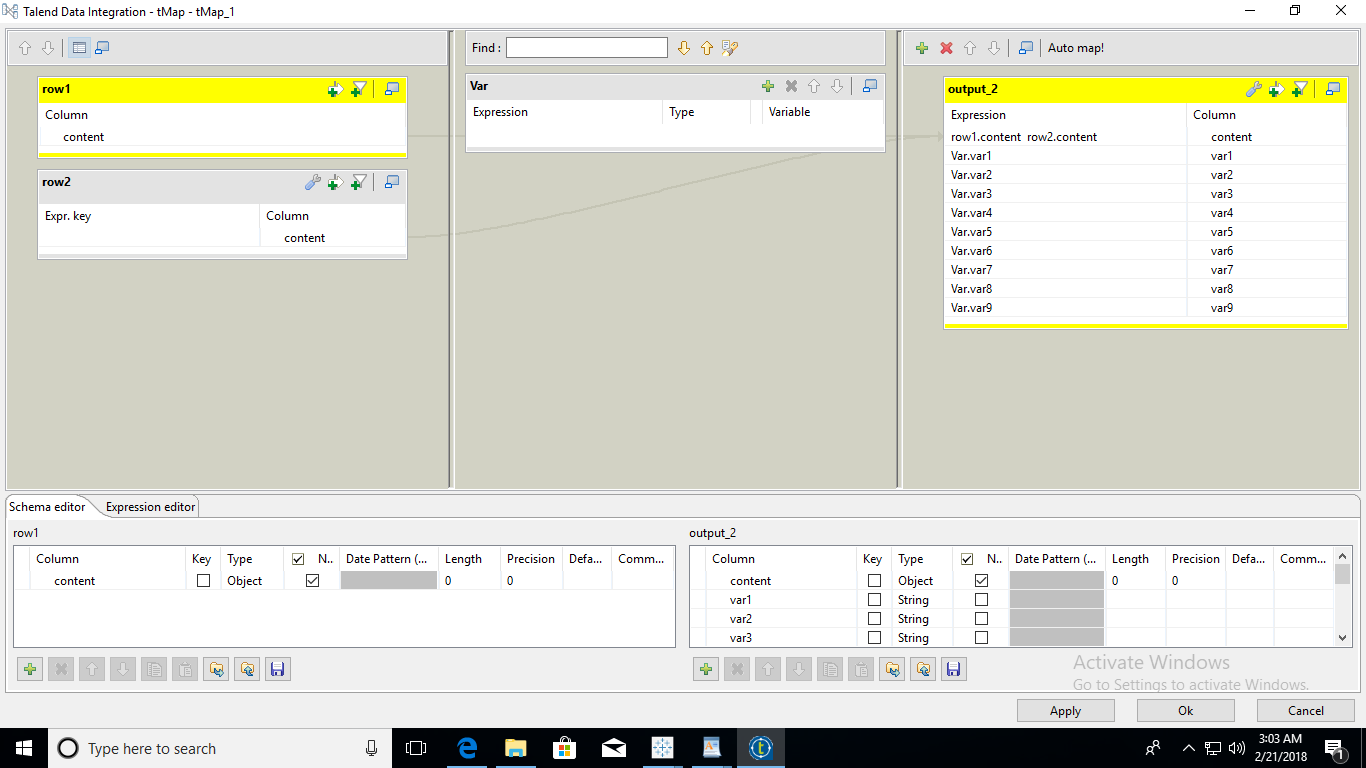 Talend Data Integration - tMap - tMap_1
Find :
Auto map!
row1
Column
content
row2
Expr. key Column
content
Var
Expression Type Variable
output_2
Expression Column
row1.content row2.content content
Var.var1 var1
Var.var2 var2
Var.var3 var3
Var.var4 var4
Var.var5 var5
Var.var6 var6
Var.var7 var7
Var.var8 var8
Var.var9 var9
Schema editor Expression editor
row1
Column Key Type N.. Date Pattern (... Length Precision Defa... Comm...
content Object 0 0
output_2
Column Key Type N.. Date Pattern (... Length Precision Defa... Comm...
content Object 0 0
var1 String
var2 String
var3 String
Activate Windows
Go to Settings to activate Windows.
Apply Ok Cancel
Type here to search
3:03 AM
2/21/2018
1